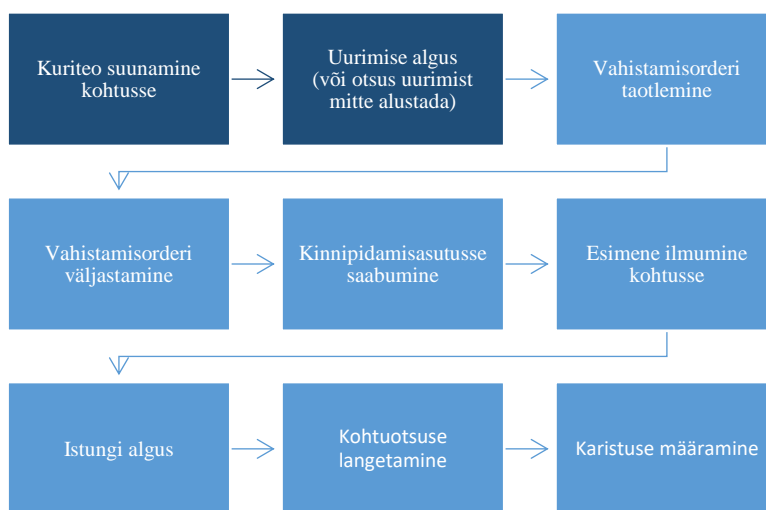 Kuriteo suunamine
kohtusse
Uurimise algus
(või otsus uurimist
mitte alustada)
Vahistamisorderi
taotlemine
Vahistamisorderi
väljastamine
Kinnipidamisasutusse
saabumine
Esimene ilmumine
kohtusse
Istungi algus
Kohtuotsuse
langetamine
Karistuse määramine